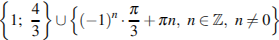 {1; 4/3} ∪ {(−1)ⁿ · π/3 + πn, n ∈ ℤ, n ≠ 0}